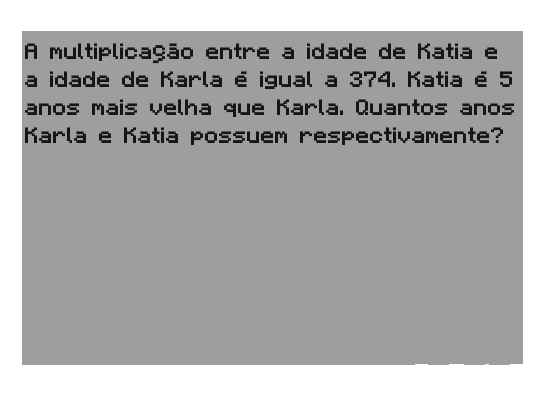 A multiplicação entre a idade de Katia e
a idade de Karla é igual a 374. Katia é 5
anos mais velha que Karla. Quantos anos
Karla e Katia possuem respectivamente?